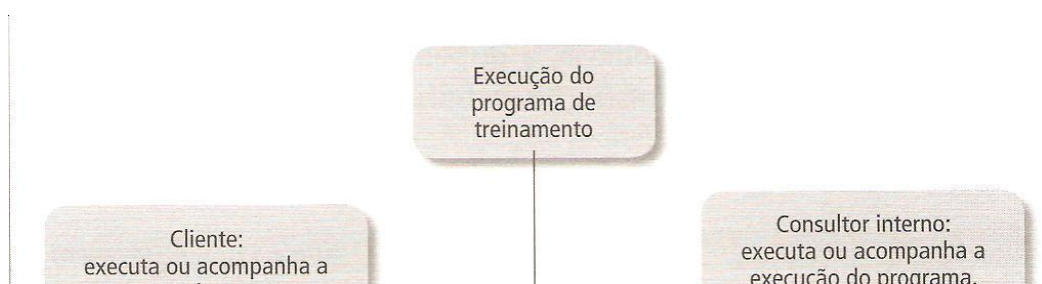 Execução do
programa de
treinamento
Cliente:
executa ou acompanha a
Consultor interno:
executa ou acompanha a
execução do programa,